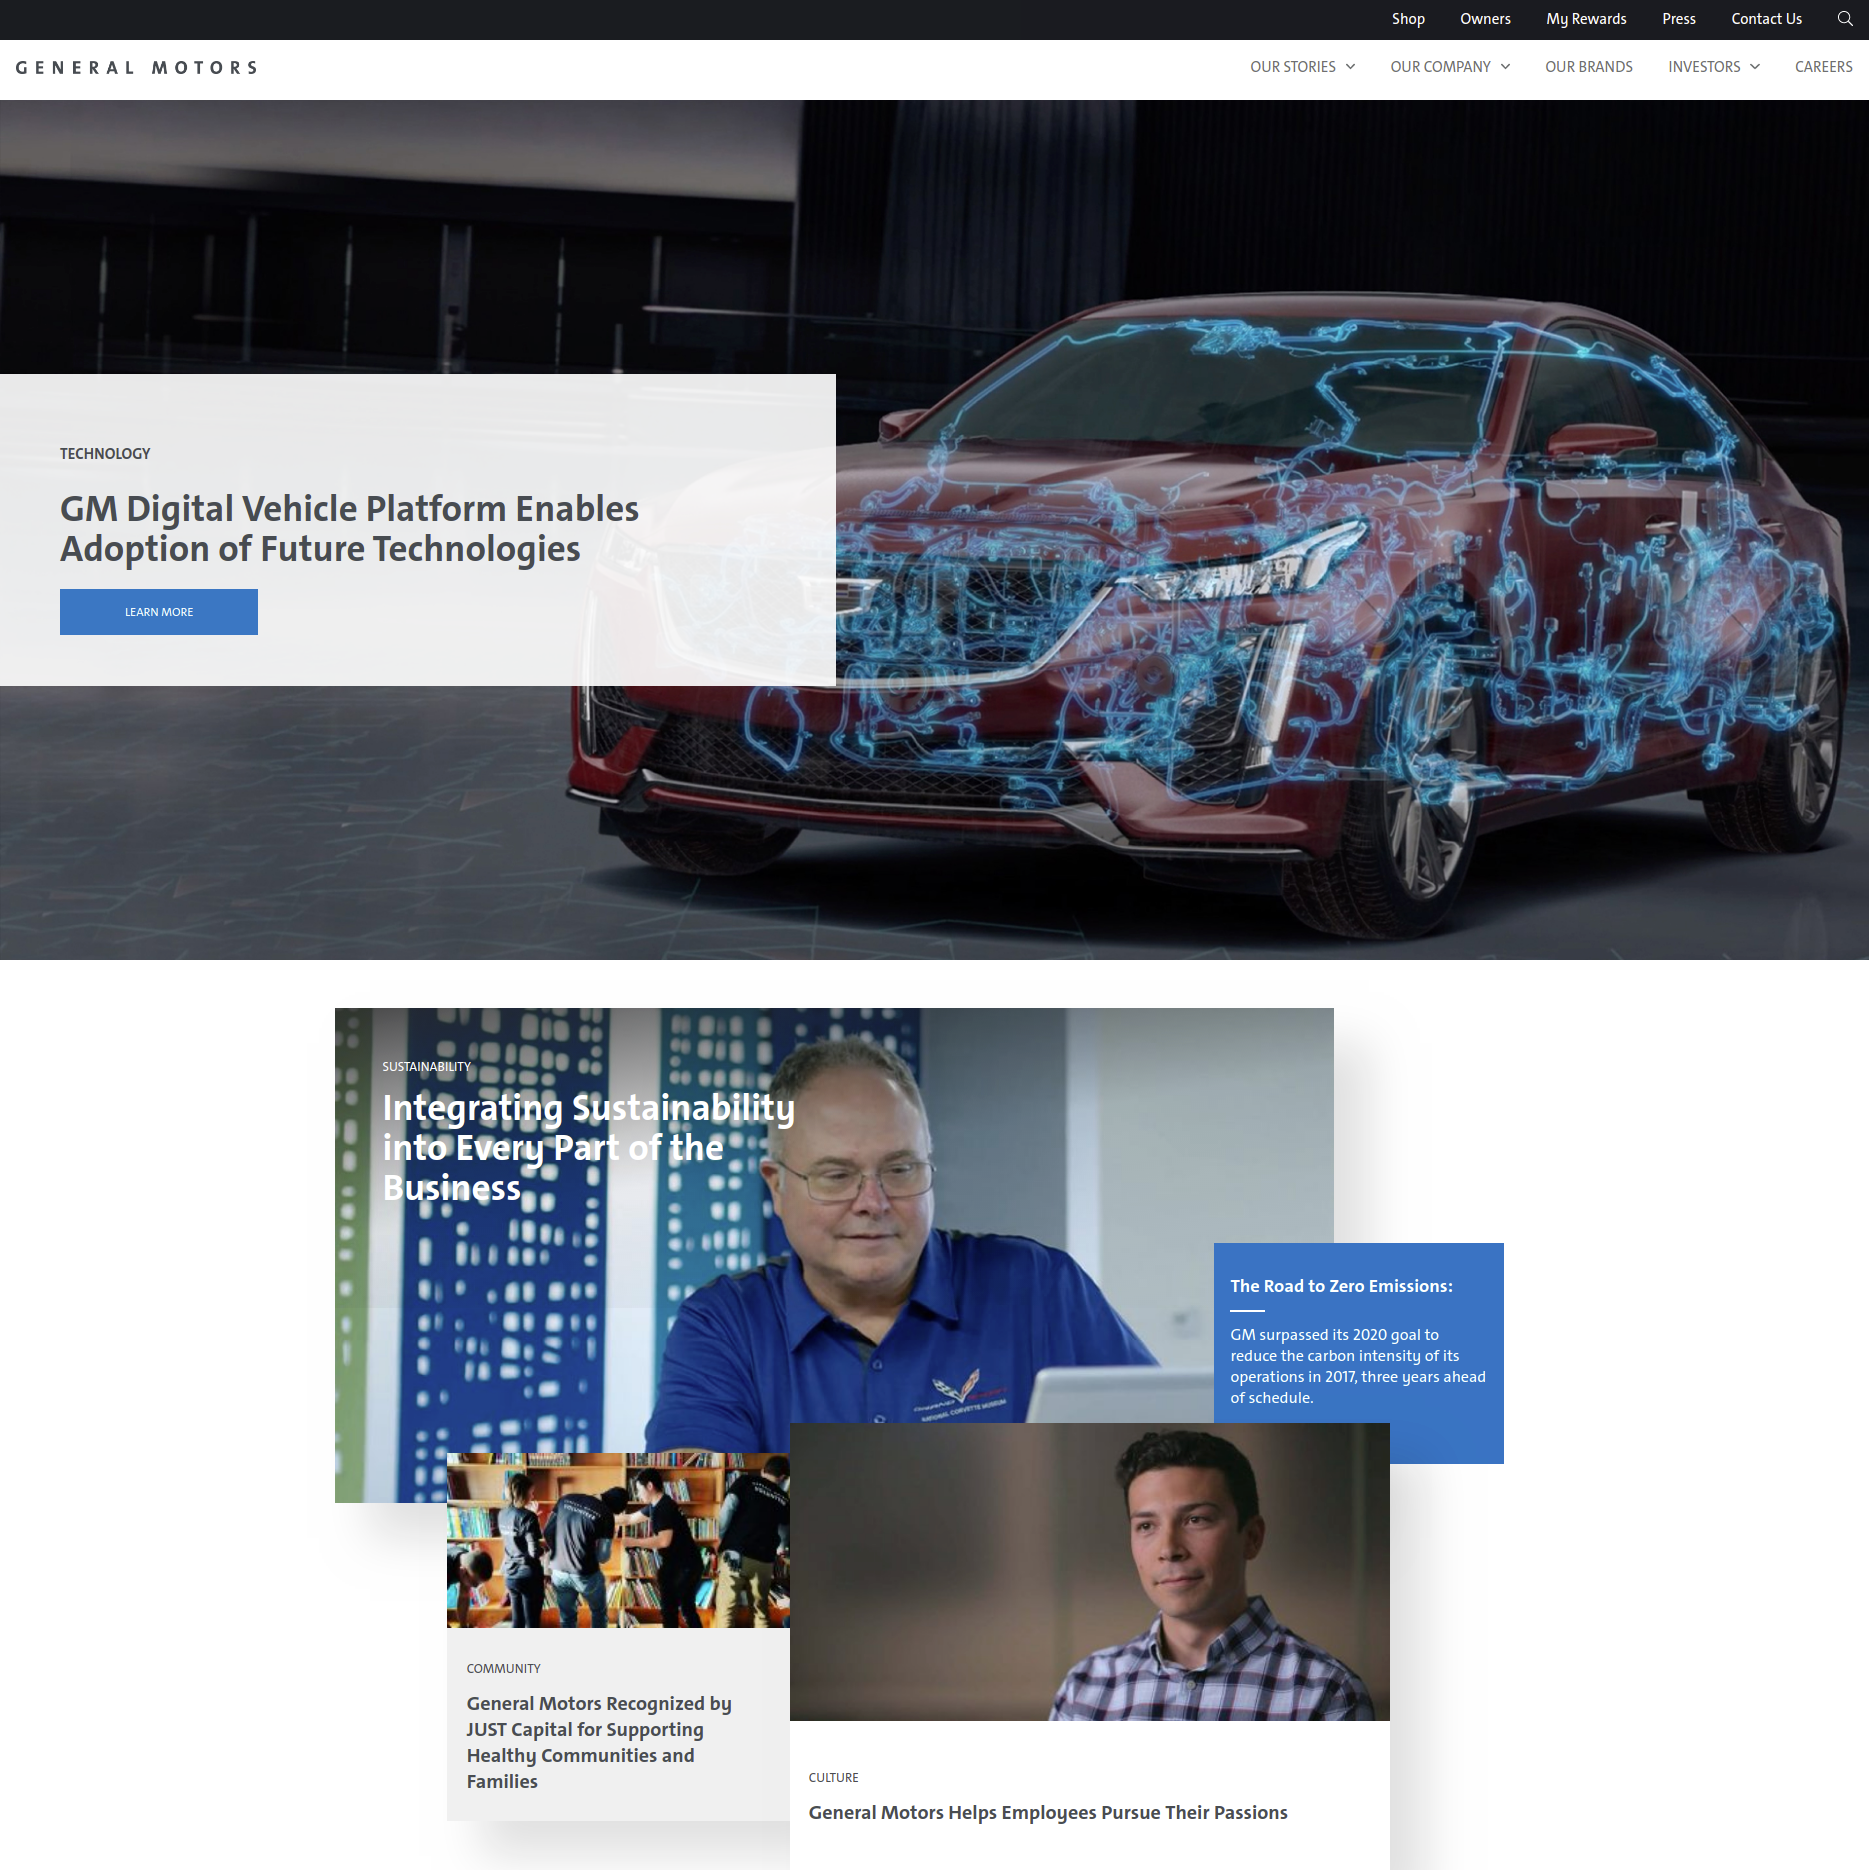 Shop Owners My Rewards Press Contact Us
GENERAL MOTORS
OUR STORIES OUR COMPANY OUR BRANDS INVESTORS CAREERS
TECHNOLOGY
GM Digital Vehicle Platform Enables
Adoption of Future Technologies
LEARN MORE
SUSTAINABILITY
Integrating Sustainability
into Every Part of the
Business
The Road to Zero Emissions:
GM surpassed its 2020 goal to
reduce the carbon intensity of its
operations in 2017, three years ahead
of schedule.
NATIONAL CORVETTE MUSEUM
COMMUNITY
General Motors Recognized by
JUST Capital for Supporting
Healthy Communities and
Families
CULTURE
General Motors Helps Employees Pursue Their Passions